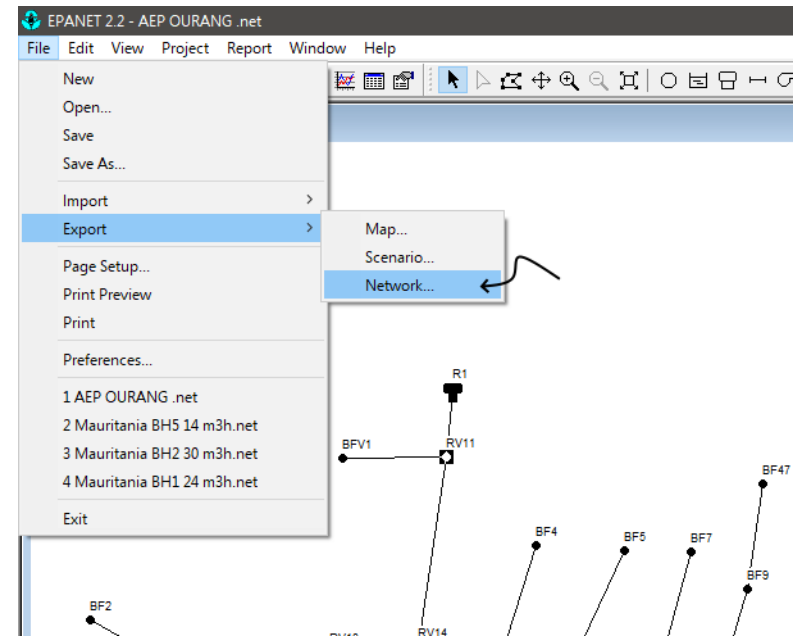 EPANET 2.2 - AEP OURANG .net
File Edit View Project Report Window Help
New
Open...
Save
Save As...
Import
Export
Page Setup...
Print Preview
Print
Preferences...
1 AEP OURANG .net
2 Mauritania BH5 14 m3h.net
3 Mauritania BH2 30 m3h.net
4 Mauritania BH1 24 m3h.net
Exit
Map...
Scenario...
Network...
R1
BFV1
RV11
BF47
BF4
BF5
BF7
BF9
BF2
RV14